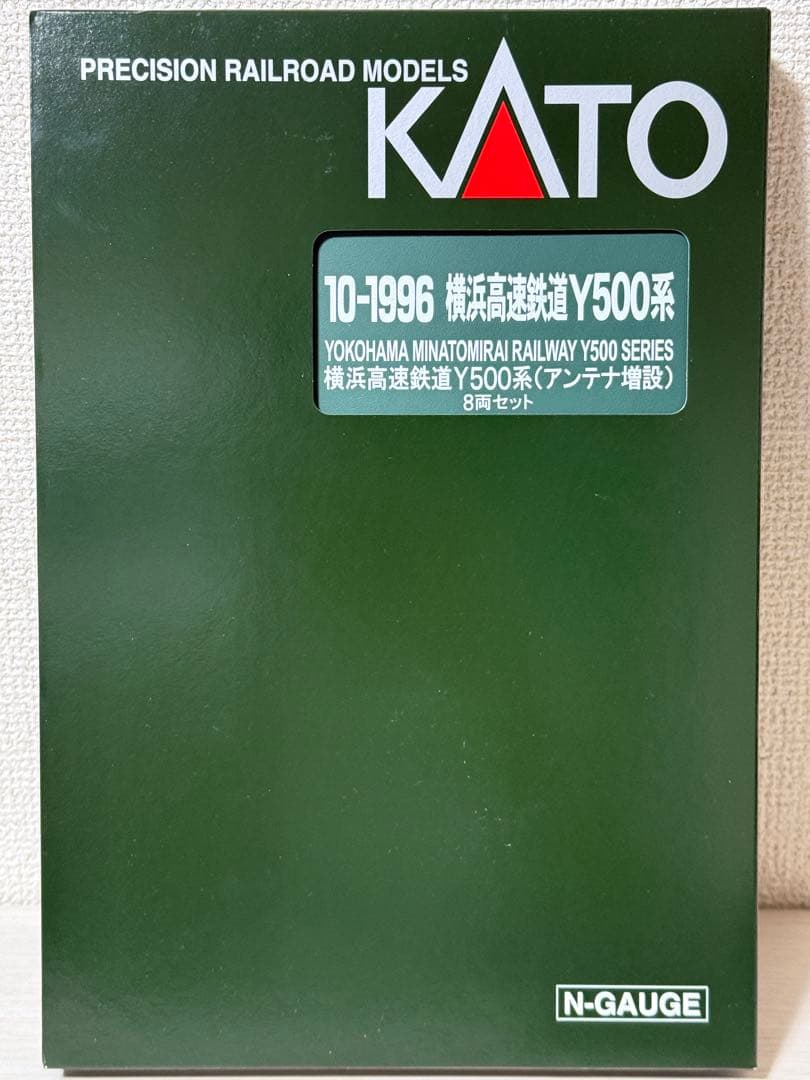 PRECISION RAILROAD MODELS
KATO
10-1996 横浜高速鉄道Y500系
YOKOHAMA MINATOMIRAI RAILWAY Y500 SERIES
横浜高速鉄道Y500系(アンテナ増設)
8両セット
N-GAUGE